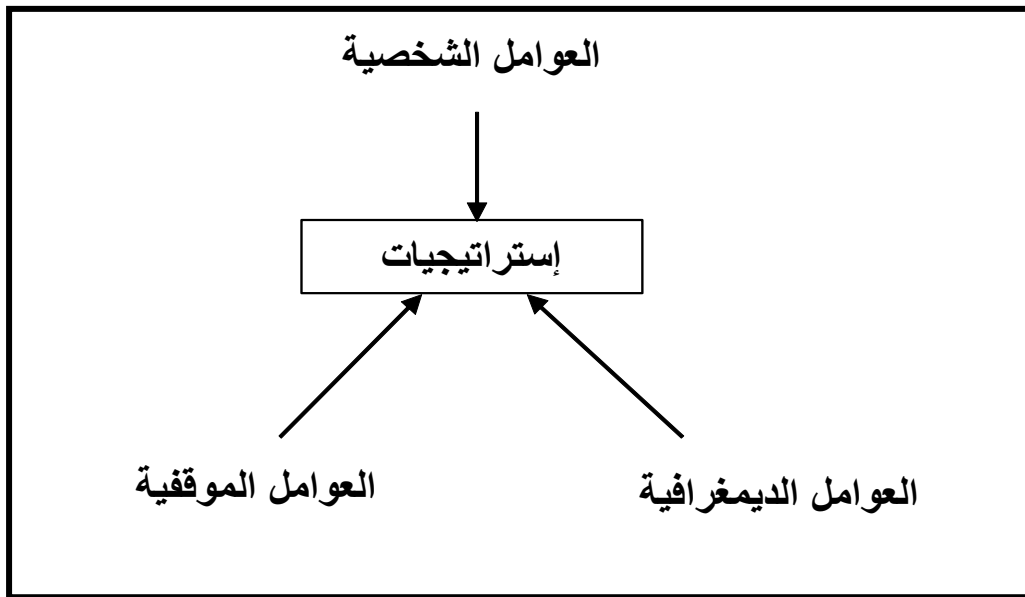 العوامل الشخصية
إستراتيجيات
العوامل الموقفية
العوامل الديمغرافية